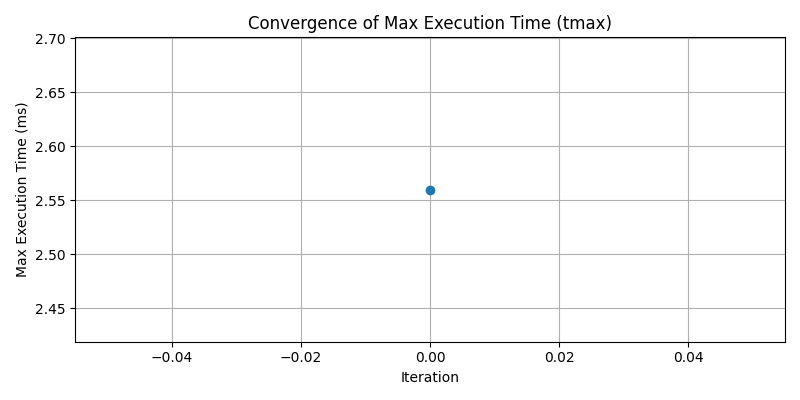 Convergence of Max Execution Time (tmax)
Max Execution Time (ms)
2.70
2.65
2.60
2.55
2.50
2.45
−0.04 −0.02 0.00 0.02 0.04
Iteration